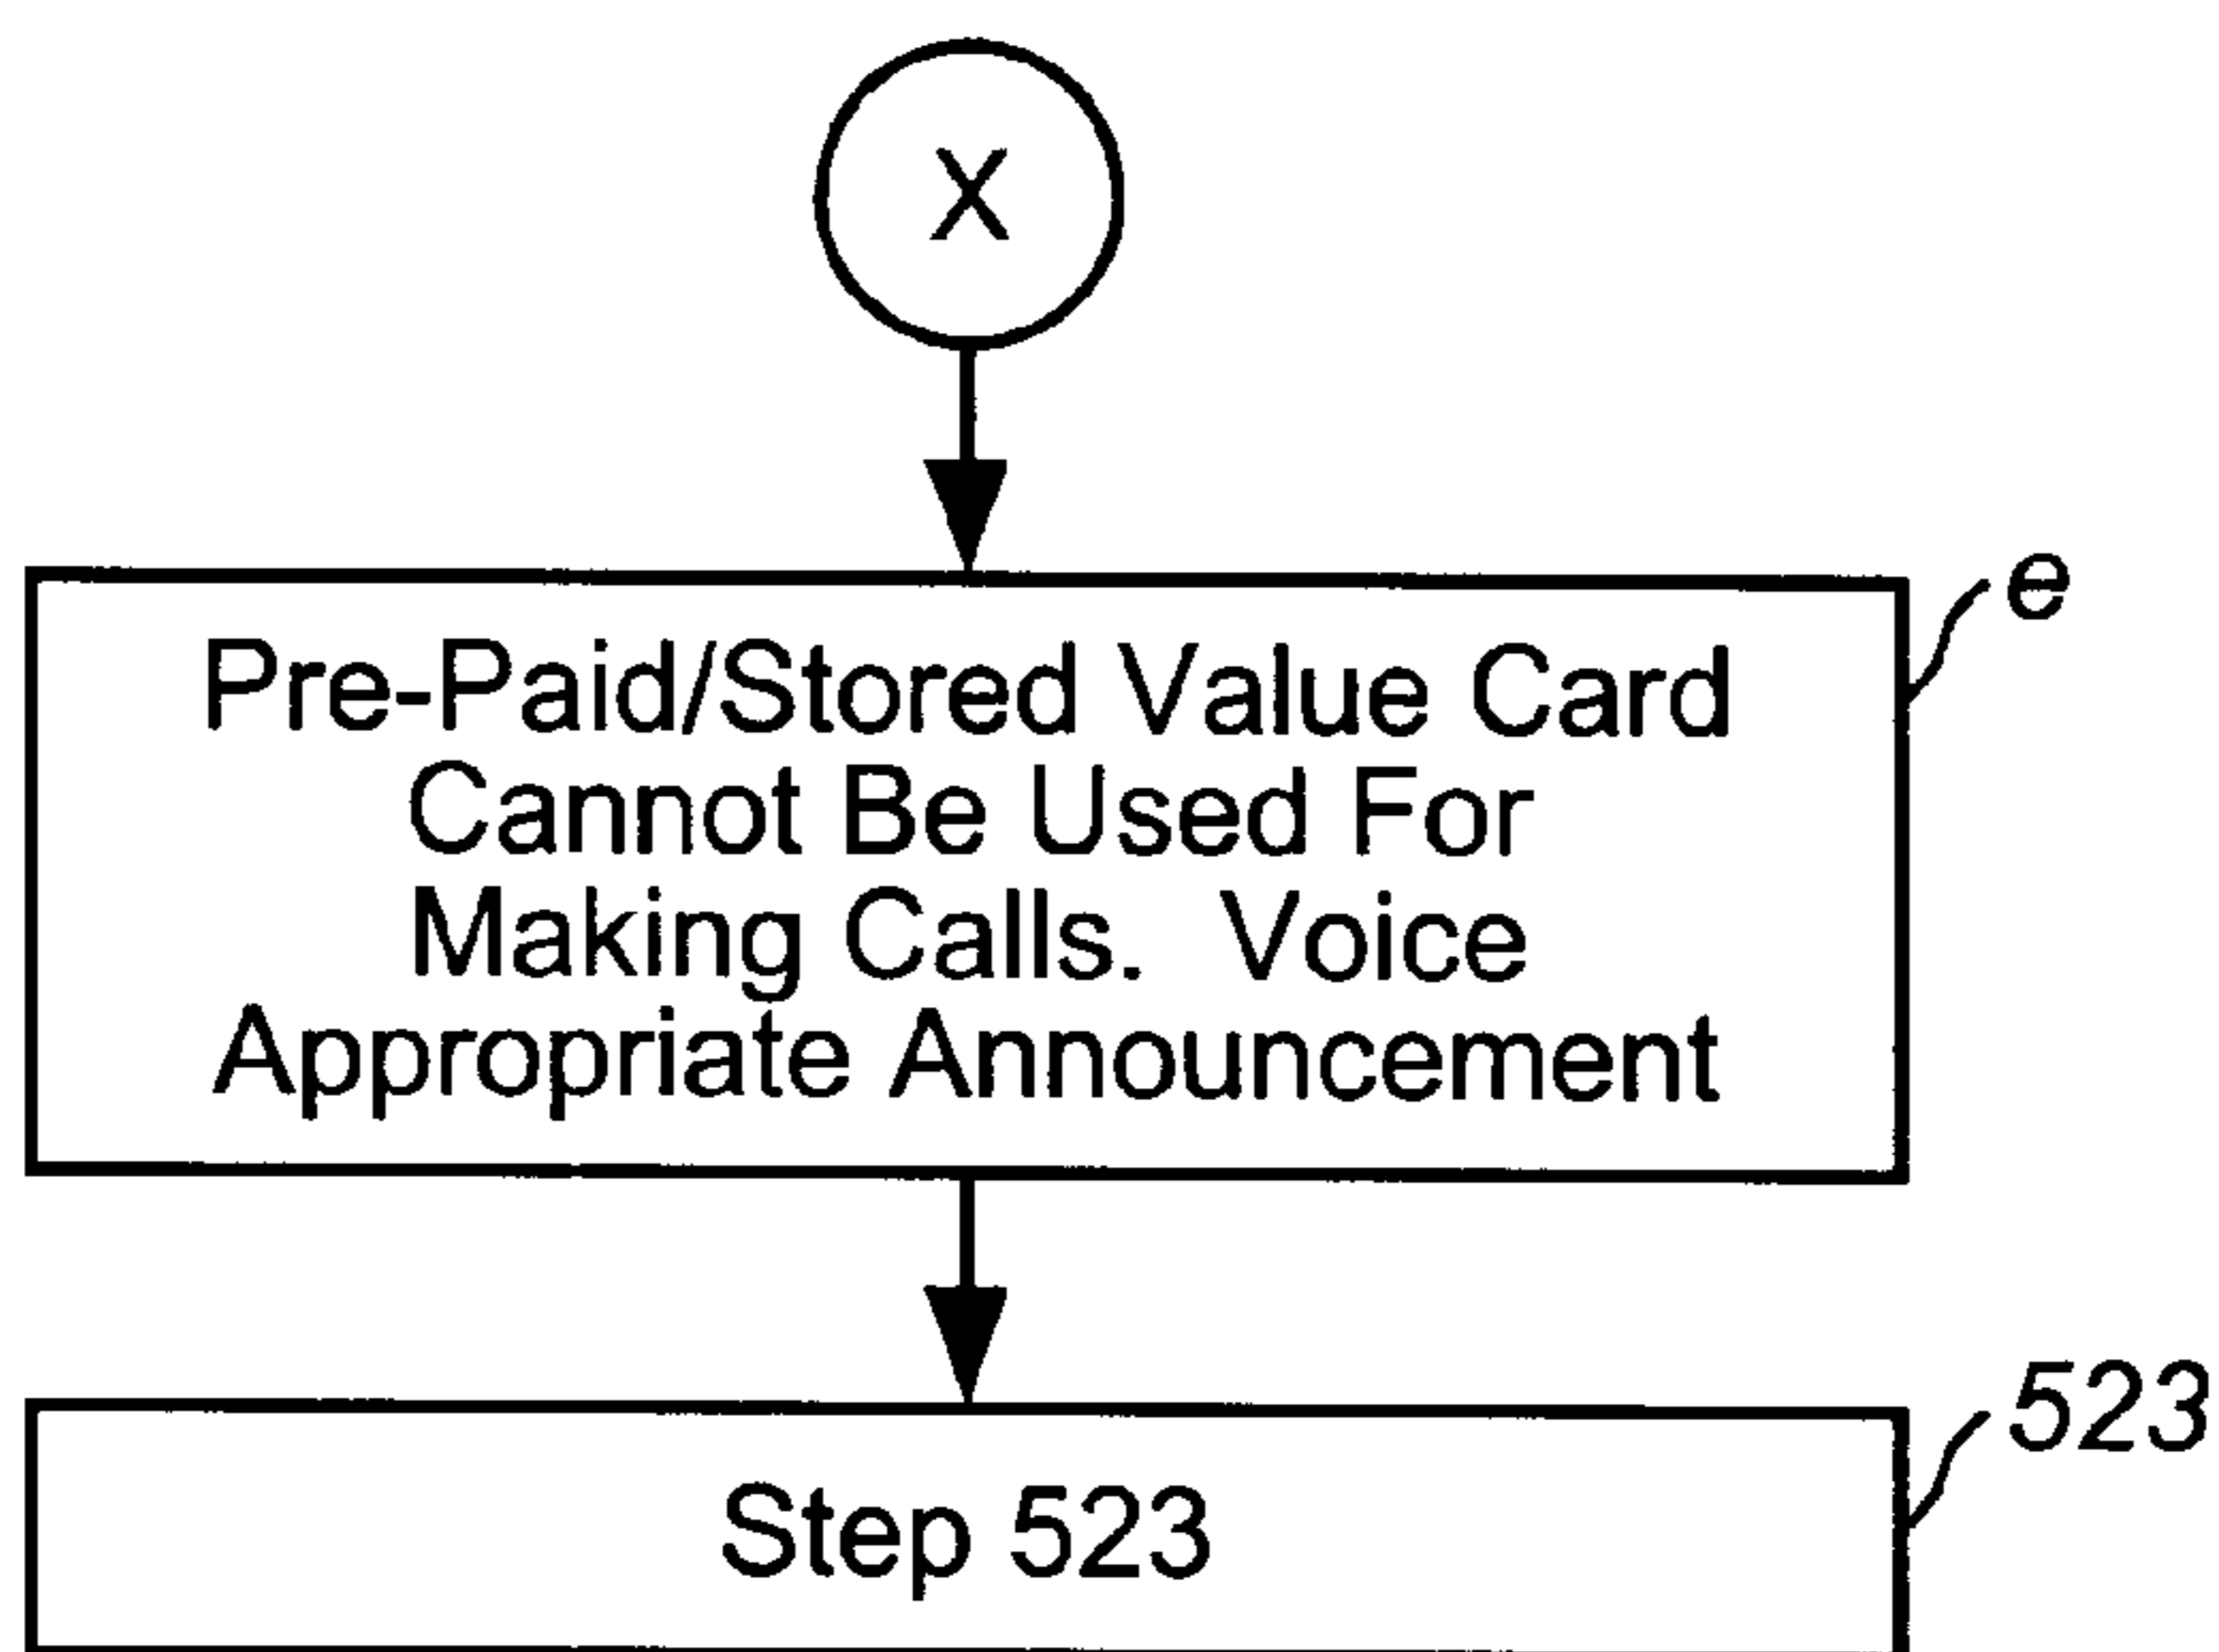 X
e
Pre-Paid/Stored Value Card
Cannot Be Used For
Making Calls. Voice
Appropriate Announcement
523
Step 523